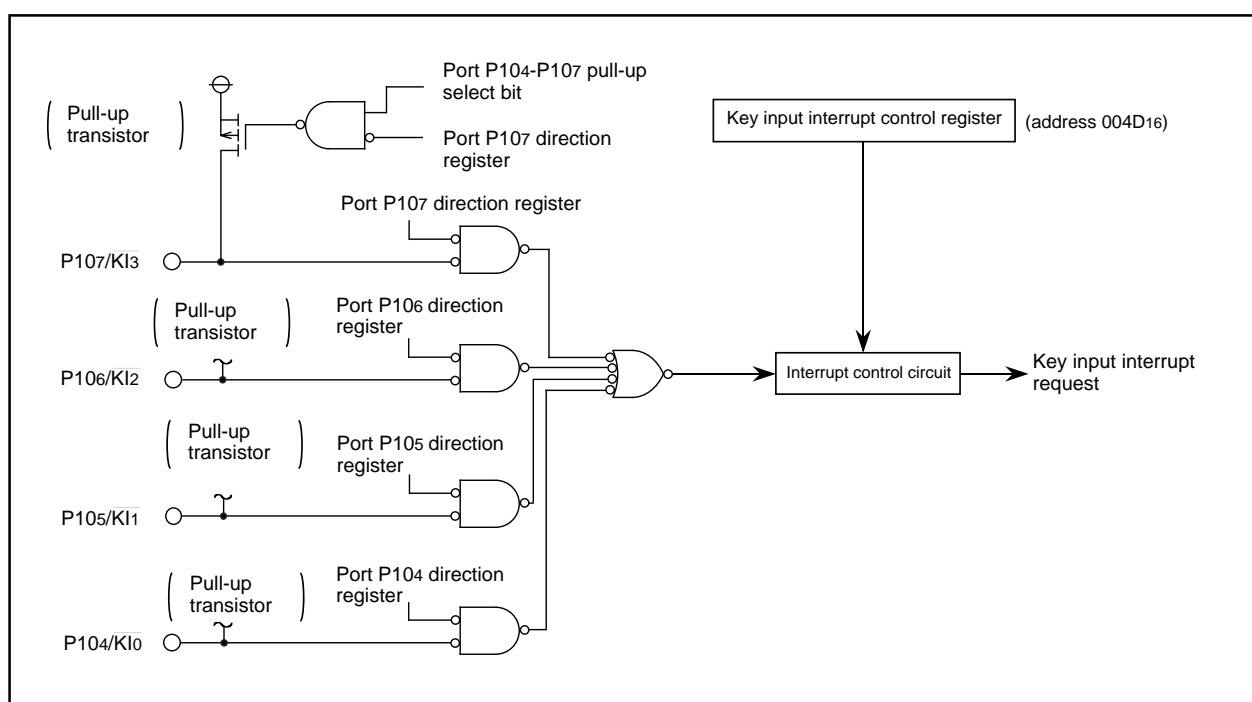 Port P104-P107 pull-up
select bit
( Pull-up
transistor )
Port P107 direction
register
Key input interrupt control register
(address 004D16)
Port P107 direction register
P107/KI3
( Pull-up
transistor )
Port P106 direction
register
P106/KI2
Interrupt control circuit
Key input interrupt
request
( Pull-up
transistor )
Port P105 direction
register
P105/KI1
( Pull-up
transistor )
Port P104 direction
register
P104/KI0